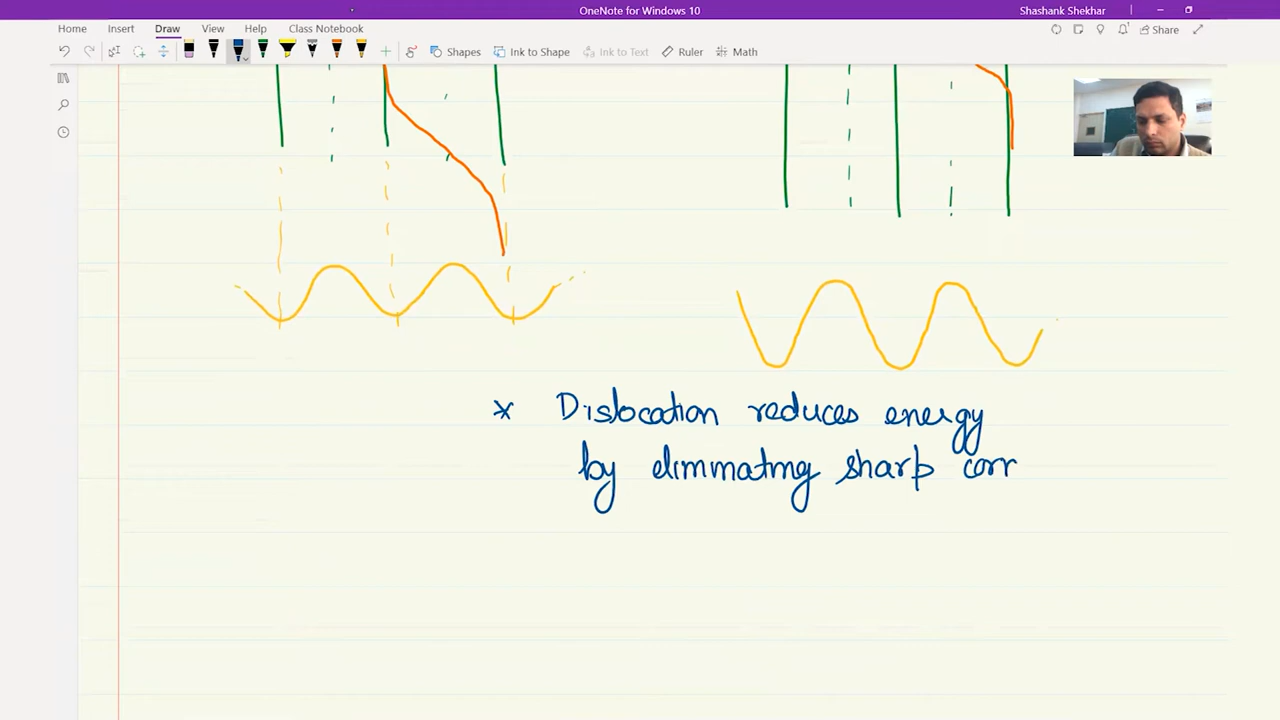 OneNote for Windows 10
Shashank Shekhar
Home Insert Draw View Help Class Notebook
Share
Shapes Ink to Shape Ink to Text Ruler Math
* Dislocation reduces energy
by eliminating sharp corr